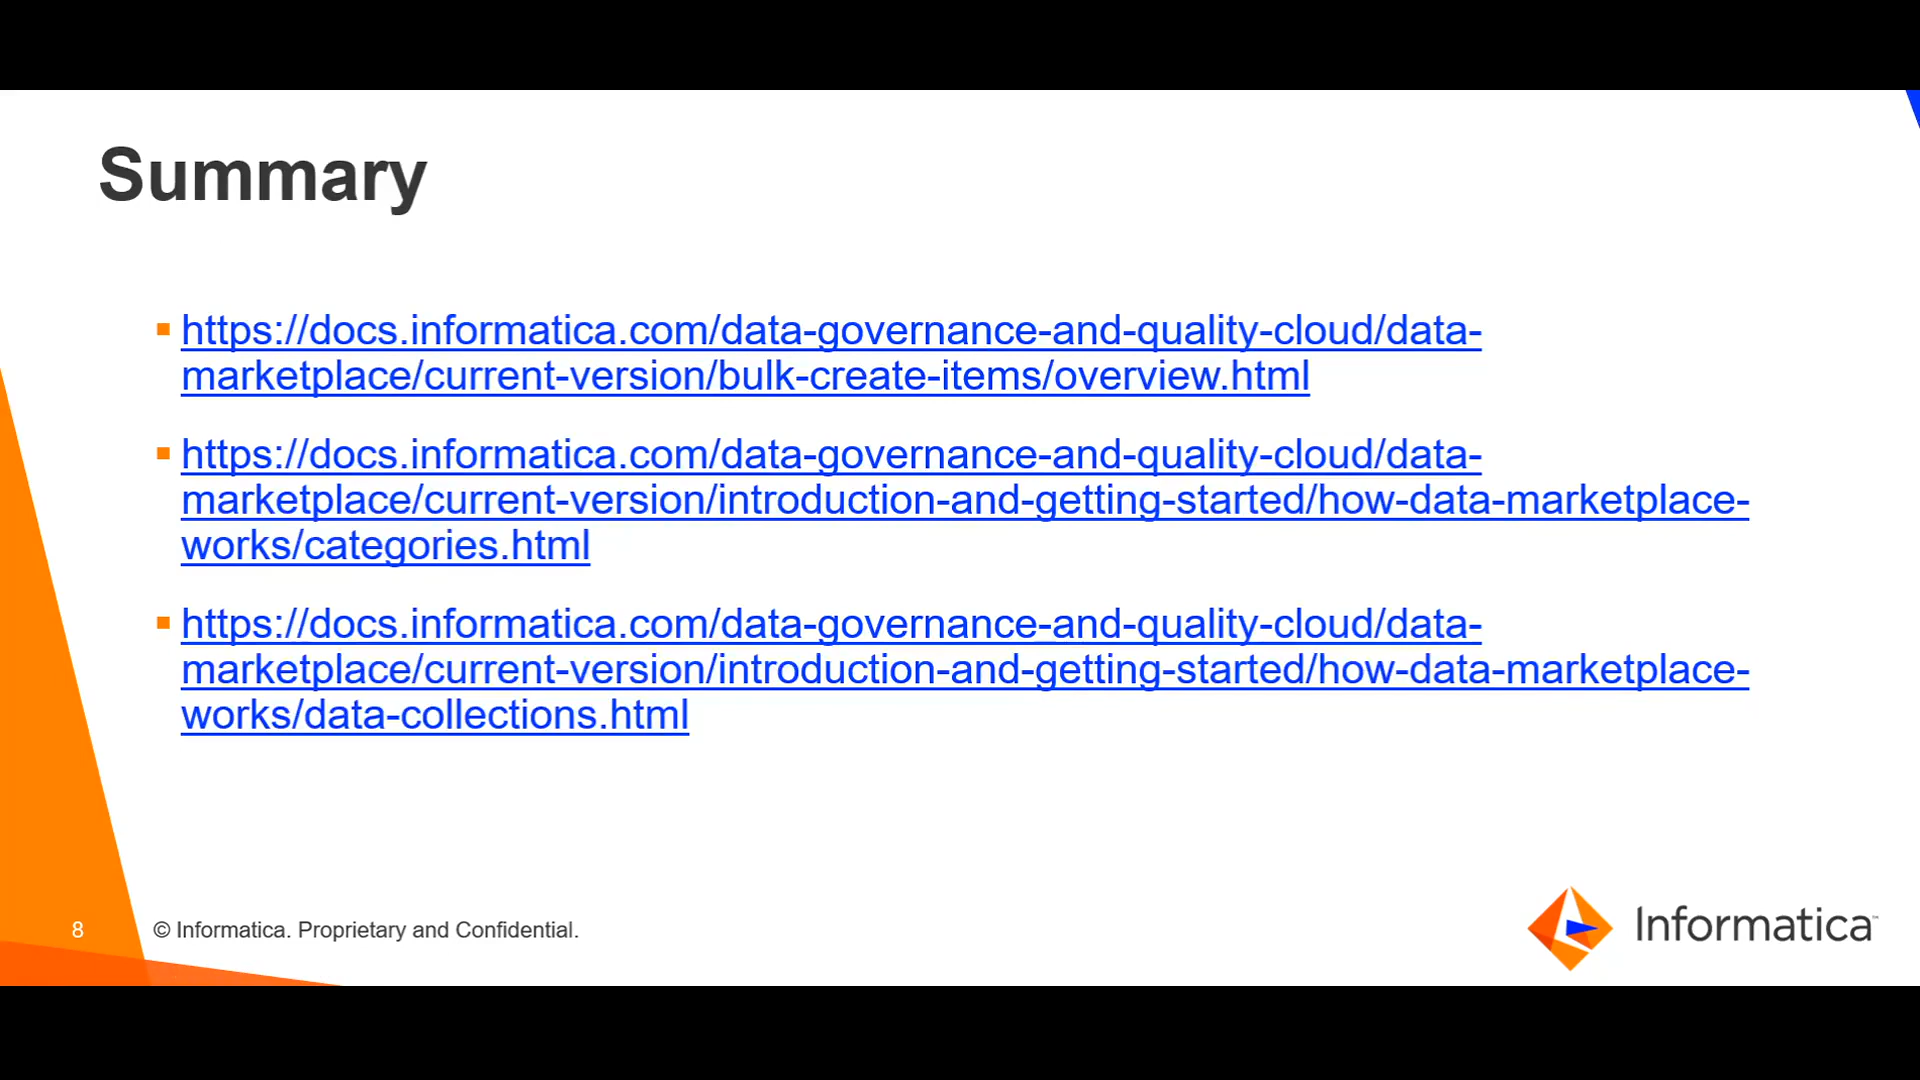 Summary
https://docs.informatica.com/data-governance-and-quality-cloud/data-
marketplace/current-version/bulk-create-items/overview.html
https://docs.informatica.com/data-governance-and-quality-cloud/data-
marketplace/current-version/introduction-and-getting-started/how-data-marketplace-
works/categories.html
https://docs.informatica.com/data-governance-and-quality-cloud/data-
marketplace/current-version/introduction-and-getting-started/how-data-marketplace-
works/data-collections.html
8
© Informatica. Proprietary and Confidential.
Informatica™